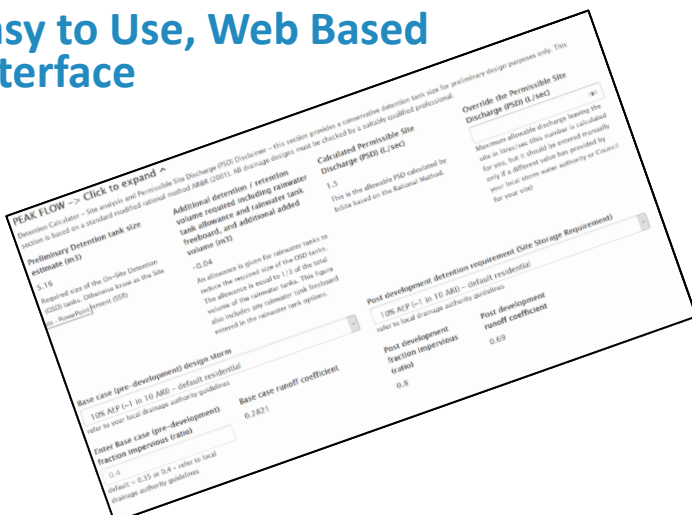 asy to Use, Web Based
terface
PEAK FLOW –> Click to expand ^
Detention Calculator – Site analysis and Permissible Site Discharge (PSD) Disclaimer – this section provides a conservative detention tank size for preliminary design purposes only. This
section is based on a standard modified rational method AR&R (2001). All drainage designs must be checked by a suitably qualified professional.
Preliminary Detention tank size
estimate (m3)
5.16
Required size of the On-Site Detention
(OSD) tanks. Otherwise know as the Site
ement (SSR)
PowerPoint
Additional detention / retention
volume required including rainwater
tank allowance and rainwater tank
freeboard, and additional added
volume (m3)
-0.04
An allowance is given for rainwater tanks to
reduce the required size of the OSD tanks.
The allowance is equal to 1/3 of the total
volume of the rainwater tanks. This figure
also includes any rainwater tank freeboard
entered in the rainwater tank options.
Calculated Permissible Site
Discharge (PSD) (L/sec)
1.5
This is the allowable PSD calculated by
based on the Rational Method.
Override the Permissible Site
Discharge (PSD) (L/sec)
Maximum allowable discharge leaving the
site in litres/sec (this number is calculated
for you, but it should be entered manually
only if a different value has provided by
your local storm water authority or Council
for your site)
Base case (pre-development) design storm
10% AEP (~1 in 10 ARI) – default residential
refer to your local drainage authority guidelines
Post development detention requirement (Site Storage Requirement)
10% AEP (~1 in 10 ARI) – default residential
refer to local drainage authority guidelines
Enter Base case (pre-development)
fraction impervious (ratio)
0.4
default = 0.35 or 0.4 – refer to local
drainage authority guidelines
Base case runoff coefficient
0.2821
Post development
fraction impervious
(ratio)
0.8
Post development
runoff coefficient
0.69